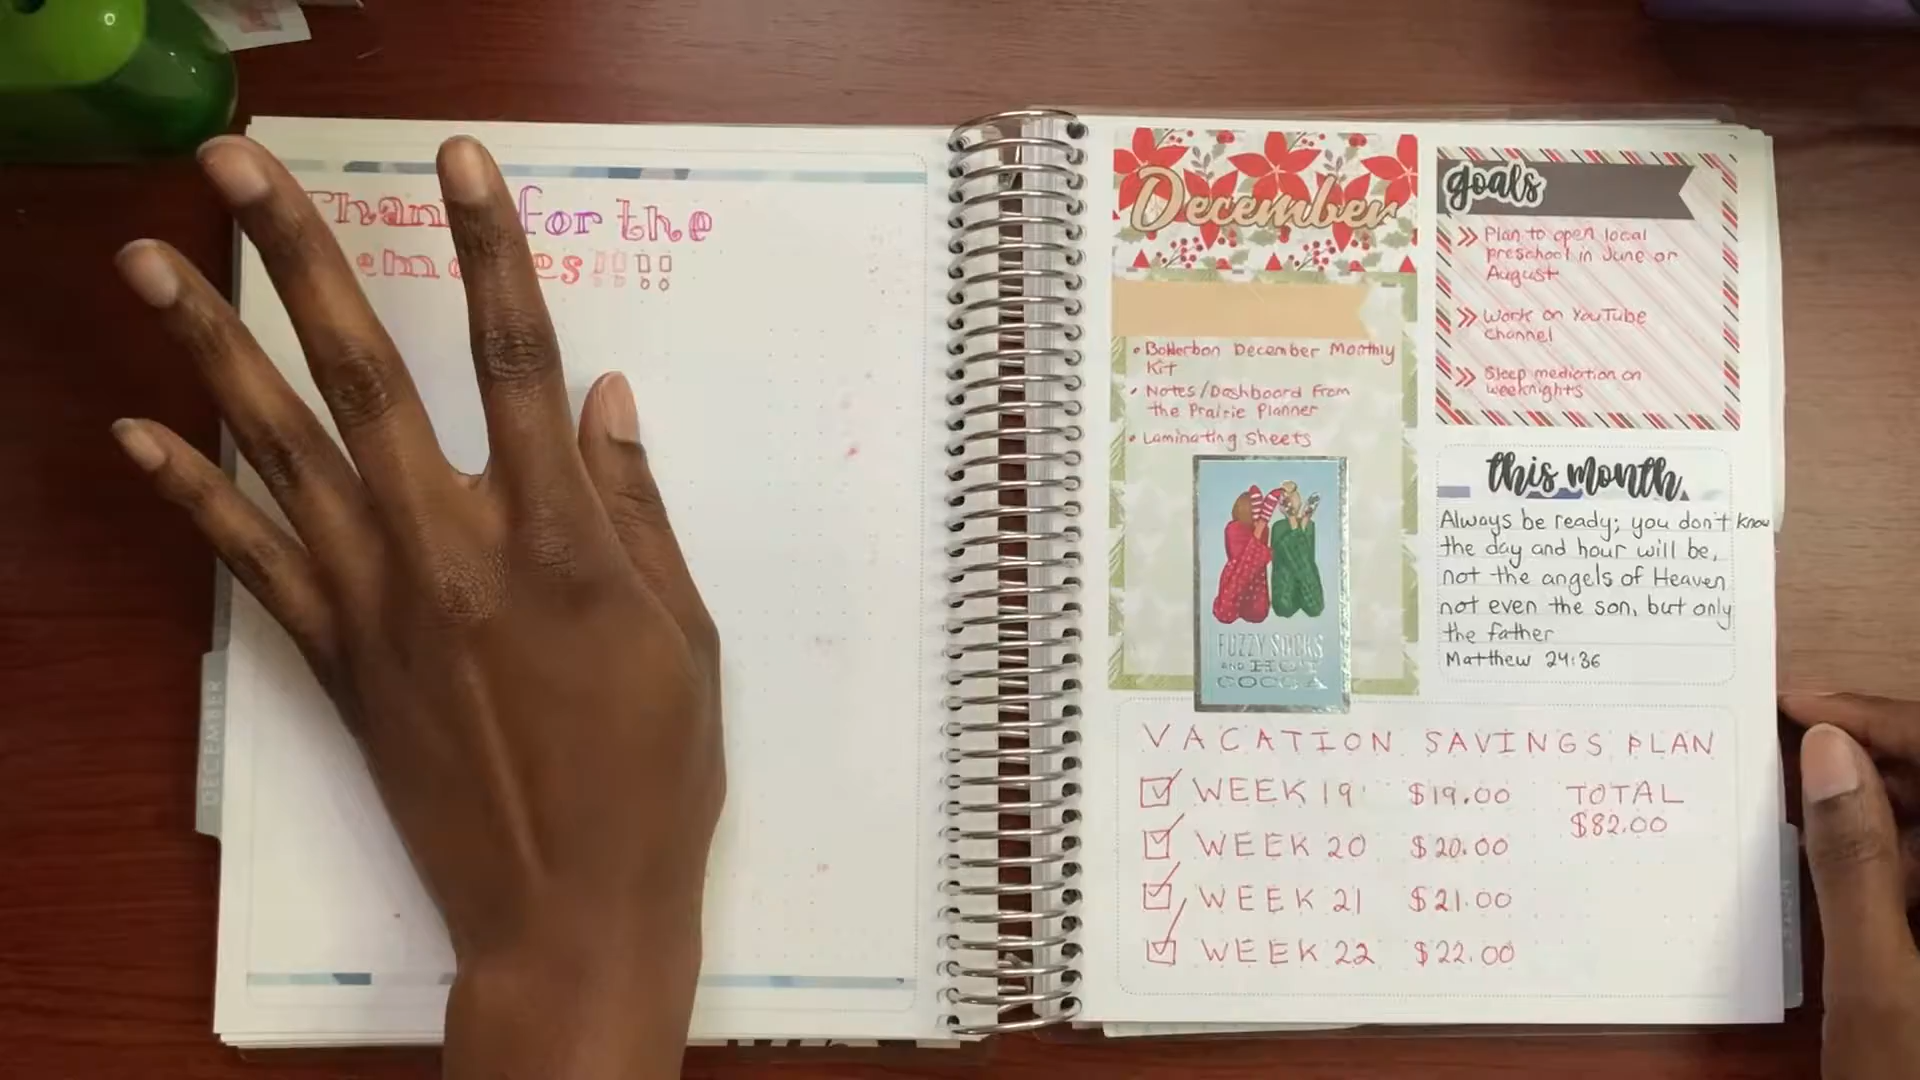 for the
December
goals
Plan to open local
preschool in June or
August
Work on YouTube
channel
Sleep mediation on
weeknights
• Bokkerbon December Monthly
Kit
• Notes/Dashboard from
the Prairie Planner
• Laminating Sheets
FUZZY SOCKS
AND HOT
COCOA
this month
Always be ready; you don't know
the day and hour will be,
not the angels of Heaven
not even the son, but only
the father
Matthew 24:36
VACATION SAVINGS PLAN
WEEK 19 $19.00 TOTAL
$82.00
WEEK 20 $20.00
WEEK 21 $21.00
WEEK 22 $22.00
DECEMBER